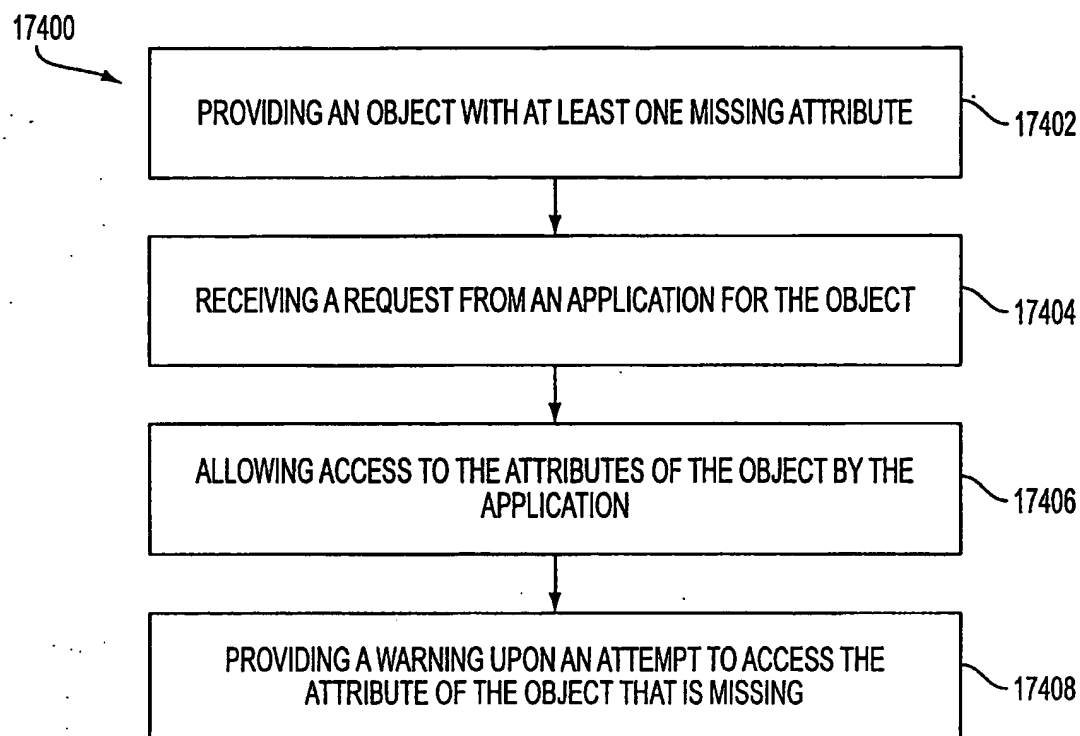 17400
PROVIDING AN OBJECT WITH AT LEAST ONE MISSING ATTRIBUTE
17402
RECEIVING A REQUEST FROM AN APPLICATION FOR THE OBJECT
17404
ALLOWING ACCESS TO THE ATTRIBUTES OF THE OBJECT BY THE
APPLICATION
17406
PROVIDING A WARNING UPON AN ATTEMPT TO ACCESS THE
ATTRIBUTE OF THE OBJECT THAT IS MISSING
17408